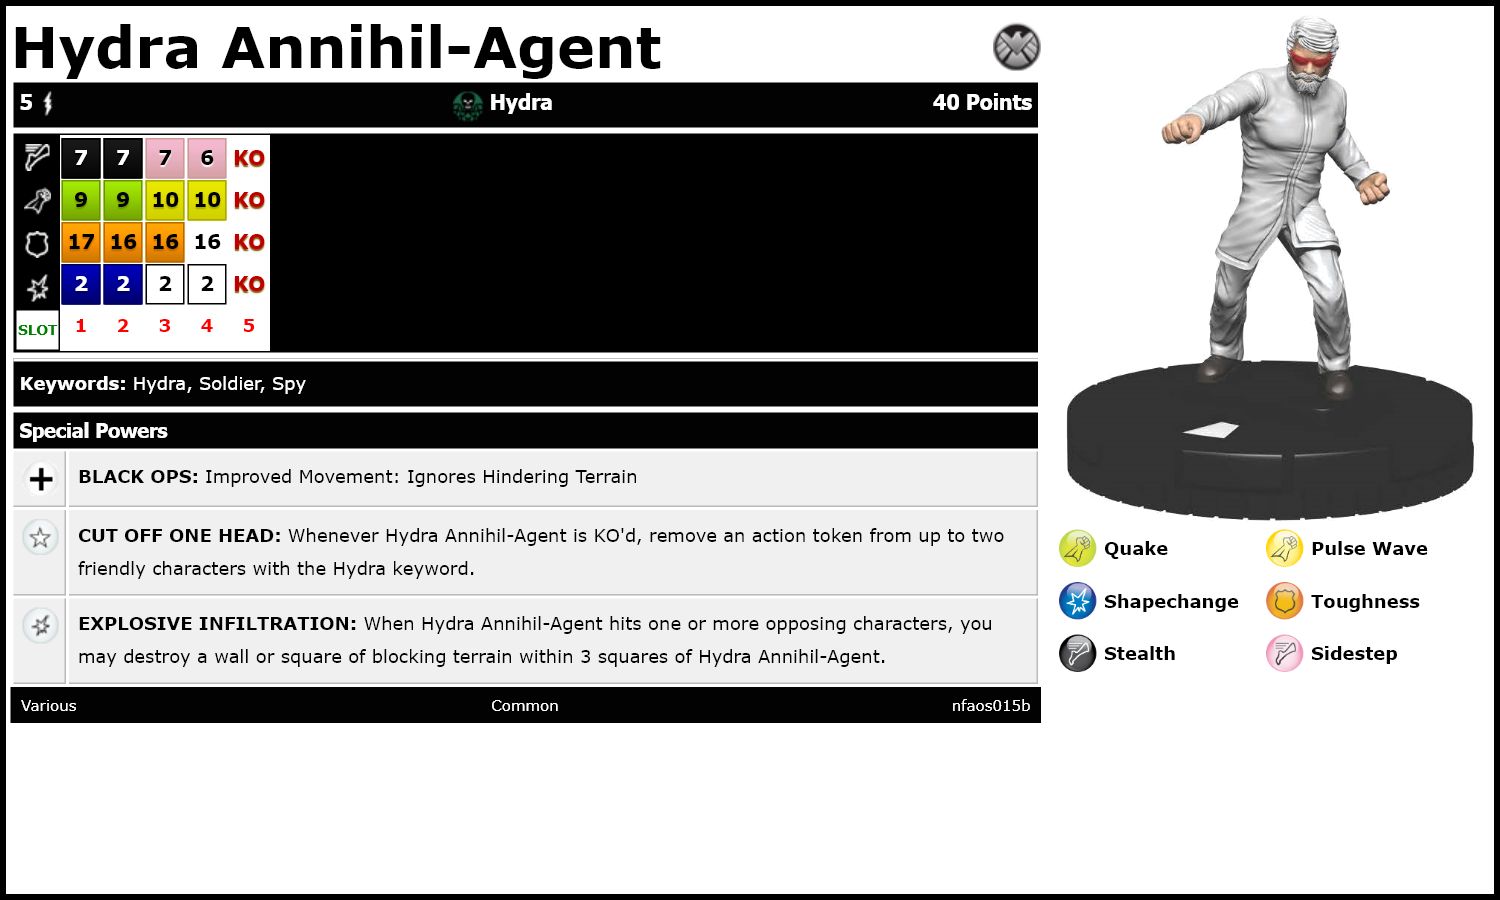 Hydra Annihil-Agent
5 Hydra 40 Points
7 7 7 6 KO
9 9 10 10 KO
17 16 16 16 KO
2 2 2 2 KO
SLOT 1 2 3 4 5
Keywords: Hydra, Soldier, Spy
Special Powers
BLACK OPS: Improved Movement: Ignores Hindering Terrain
CUT OFF ONE HEAD: Whenever Hydra Annihil-Agent is KO'd, remove an action token from up to two
friendly characters with the Hydra keyword.
EXPLOSIVE INFILTRATION: When Hydra Annihil-Agent hits one or more opposing characters, you
may destroy a wall or square of blocking terrain within 3 squares of Hydra Annihil-Agent.
Various Common nfaos015b
Quake Pulse Wave
Shapechange Toughness
Stealth Sidestep